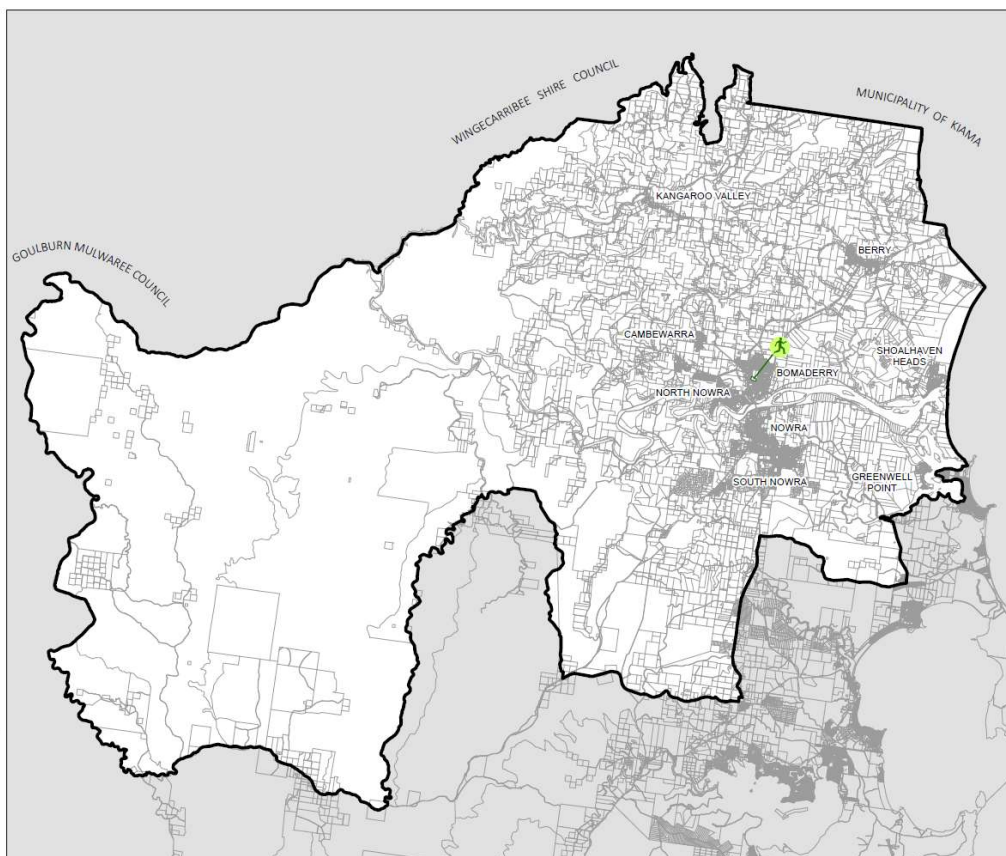 WINGECARRIBEE SHIRE COUNCIL
MUNICIPALITY OF KIAMA
GOULBURN MULWAREE COUNCIL
KANGAROO VALLEY
BERRY
CAMBEWARRA
SHOALHAVEN
HEADS
BOMADERRY
NORTH NOWRA
NOWRA
SOUTH NOWRA
GREENWELL
POINT